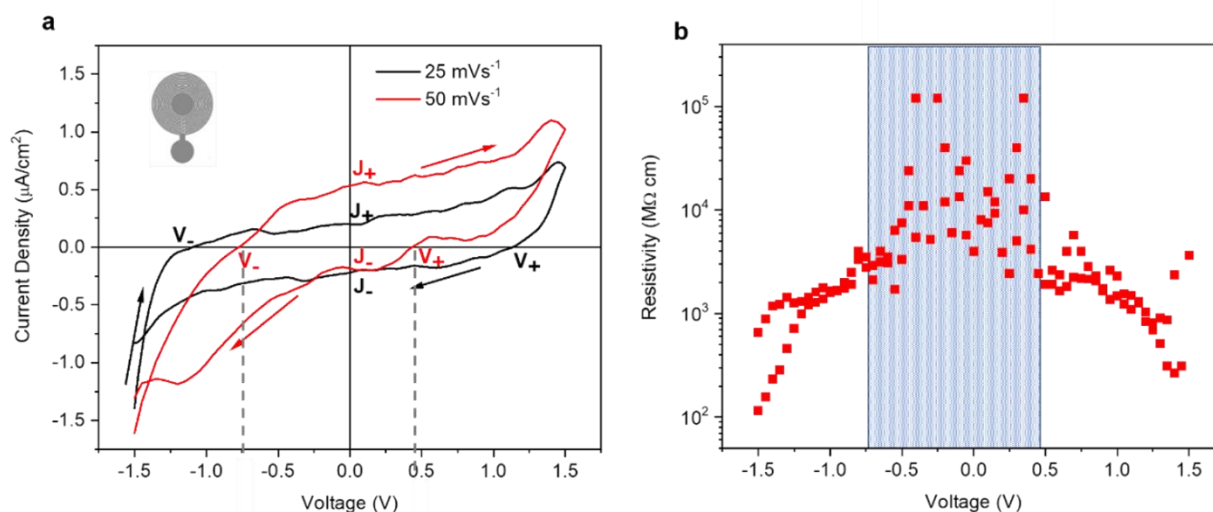 a
1.5
1.0
0.5
0.0
-0.5
-1.0
-1.5
Current Density (μA/cm²)
25 mVs⁻¹
50 mVs⁻¹
J₊
J₊
V₋
V₋
J₋
V₊
V₊
J₋
-1.5 -1.0 -0.5 0.0 0.5 1.0 1.5
Voltage (V)
b
10⁵
10⁴
10³
10²
Resistivity (MΩ cm)
-1.5 -1.0 -0.5 0.0 0.5 1.0 1.5
Voltage (V)